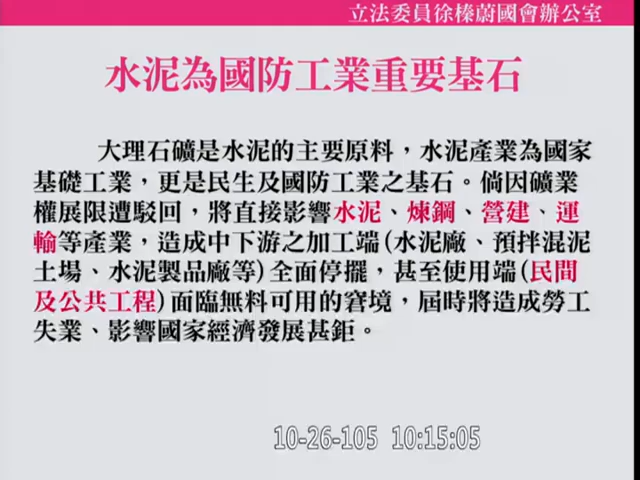 立法委員徐榛蔚國會辦公室
水泥為國防工業重要基石
大理石礦是水泥的主要原料，水泥產業為國家
基礎工業，更是民生及國防工業之基石。倘因礦業
權展限遭駁回，將直接影響水泥、煉鋼、營建、運
輸等產業，造成中下游之加工端(水泥廠、預拌混泥
土場、水泥製品廠等)全面停擺，甚至使用端(民間
及公共工程)面臨無料可用的窘境，屆時將造成勞工
失業、影響國家經濟發展甚鉅。
10-26-105 10:15:05